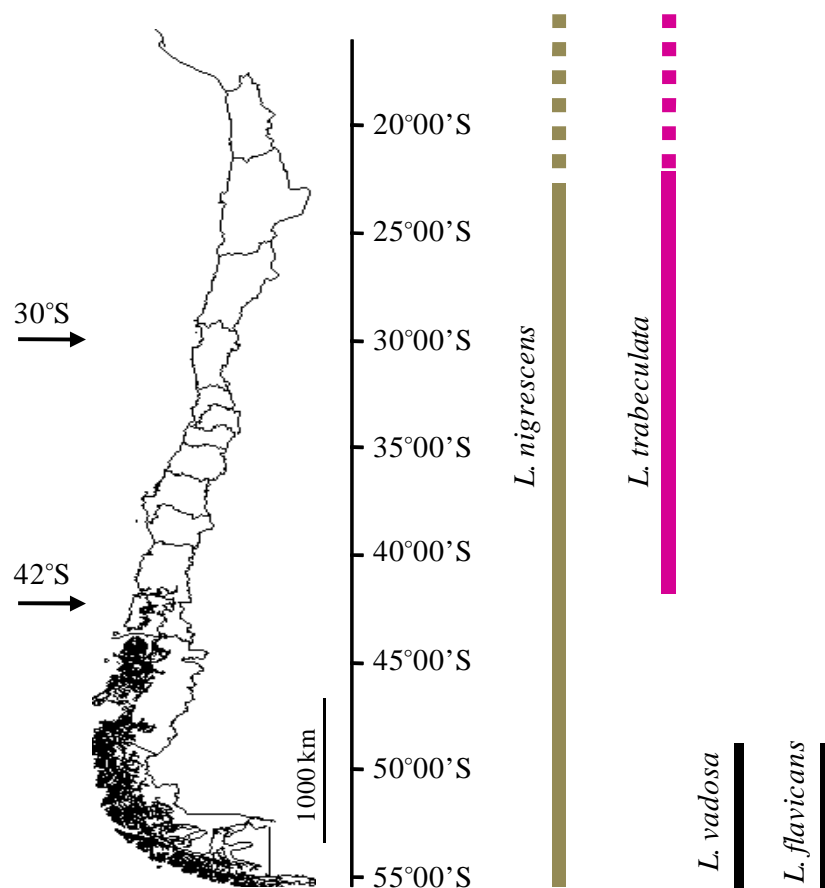 20°00'S
25°00'S
30°S
30°00'S
35°00'S
40°00'S
42°S
45°00'S
50°00'S
55°00'S
1000 km
L. nigrescens
L. trabeculata
L. vadosa
L. flavicans